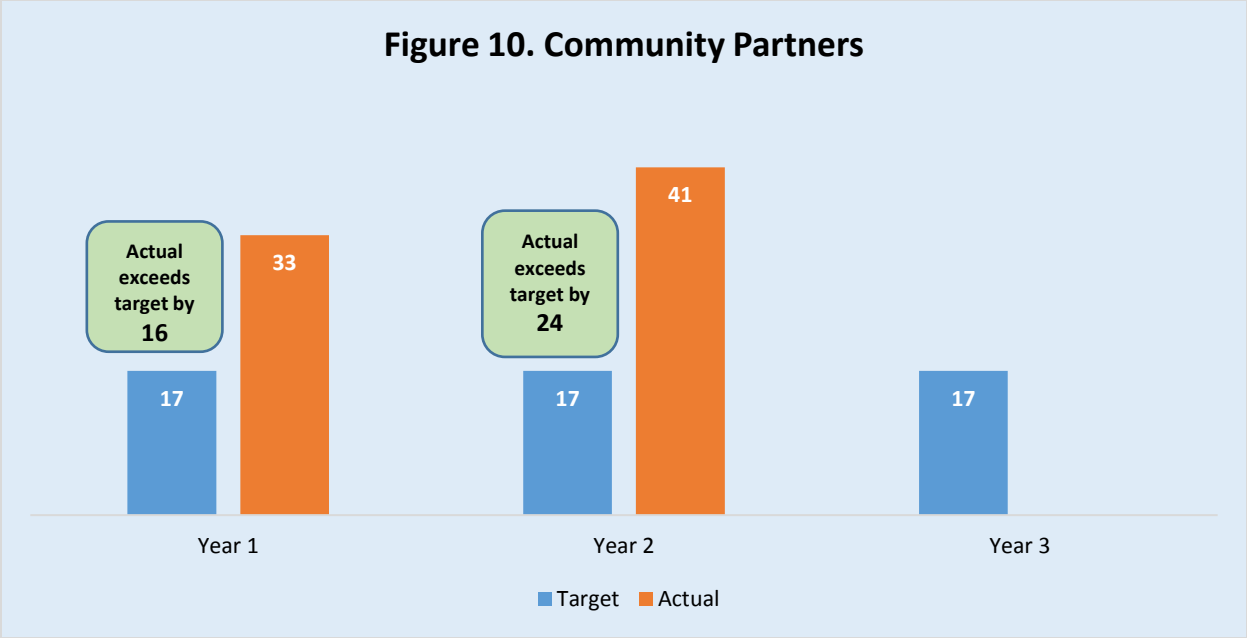 Figure 10. Community Partners
Actual
exceeds
target by
16
17
33
Actual
exceeds
target by
24
17
41
17
Year 1
Year 2
Year 3
Target
Actual